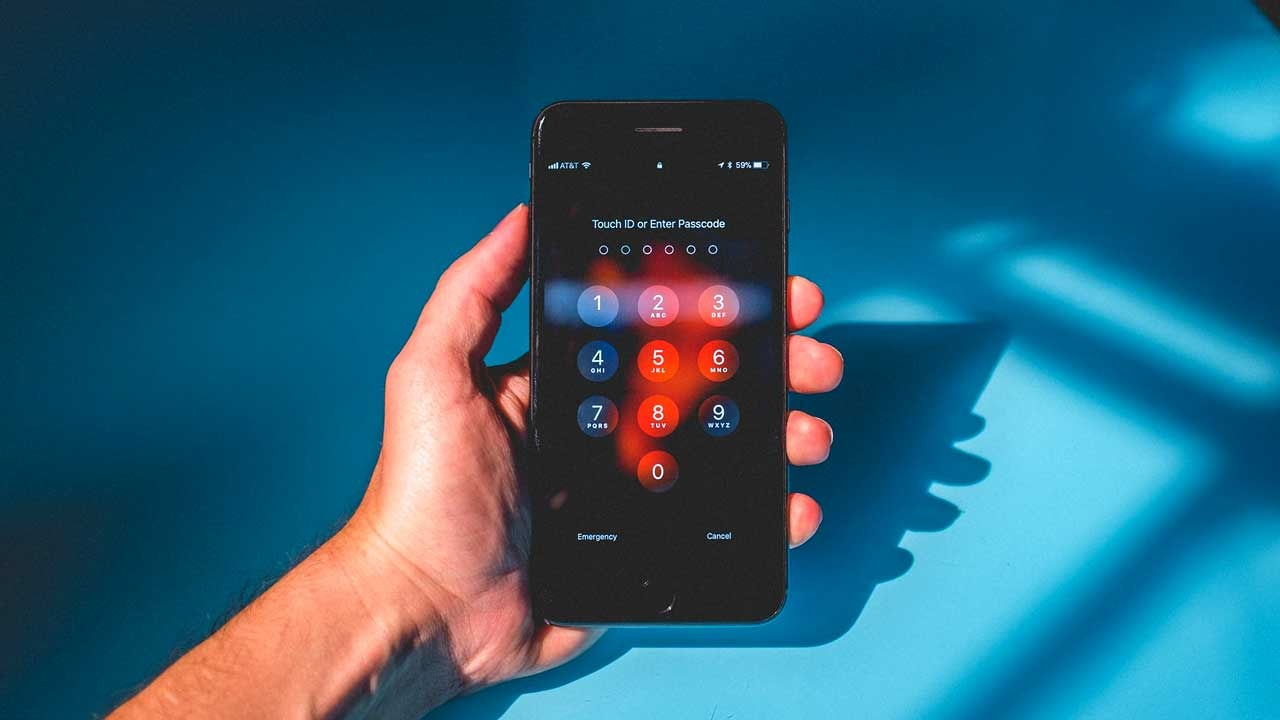 AT&T 59%
Touch ID or Enter Passcode
1 2 3
ABC DEF
4 5 6
GHI JKL MNO
7 8 9
PQRS TUV WXYZ
0
Emergency Cancel